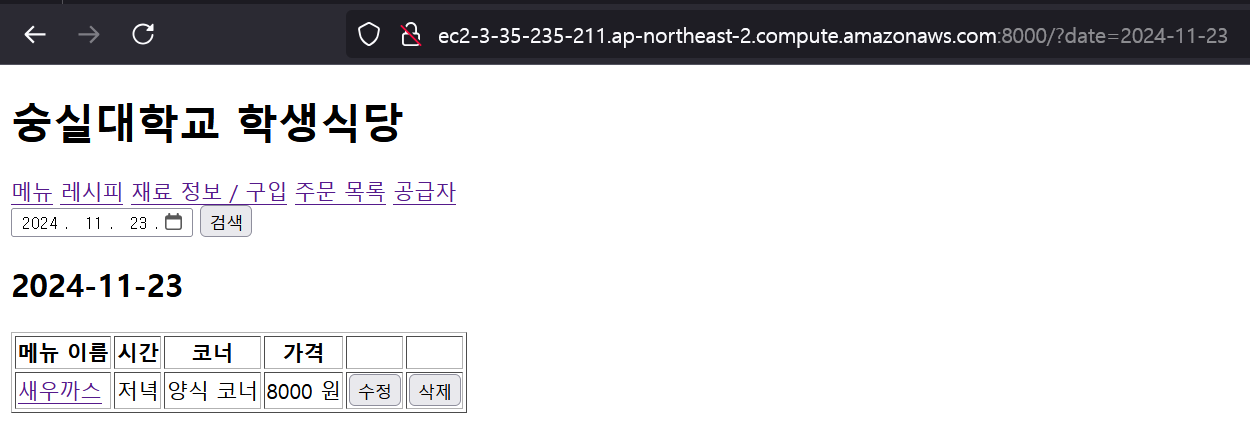 ec2-3-35-235-211.ap-northeast-2.compute.amazonaws.com:8000/?date=2024-11-23
숭실대학교 학생식당
메뉴 레시피 재료 정보 / 구입 주문 목록 공급자
2024. 11. 23. 검색
2024-11-23
메뉴 이름 시간 코너 가격
새우까스 저녁 양식 코너 8000 원 수정 삭제